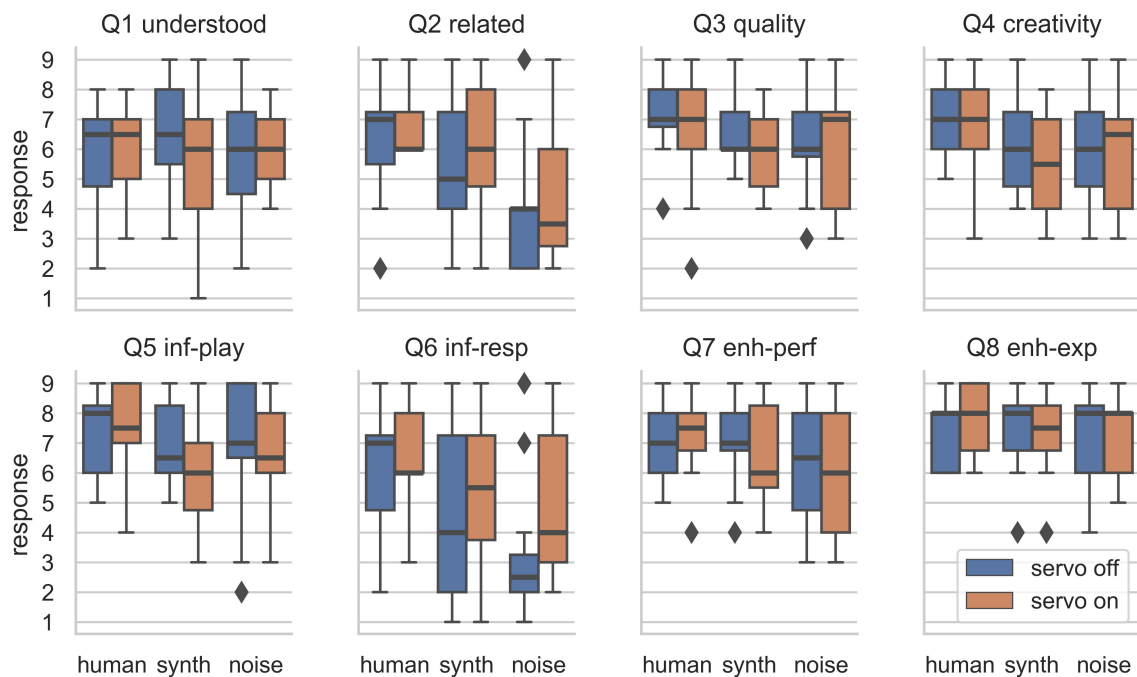 Q1 understood
Q2 related
Q3 quality
Q4 creativity
response
9
8
7
6
5
4
3
2
1
Q5 inf-play
Q6 inf-resp
Q7 enh-perf
Q8 enh-exp
response
9
8
7
6
5
4
3
2
1
servo off
servo on
human synth noise
human synth noise
human synth noise
human synth noise